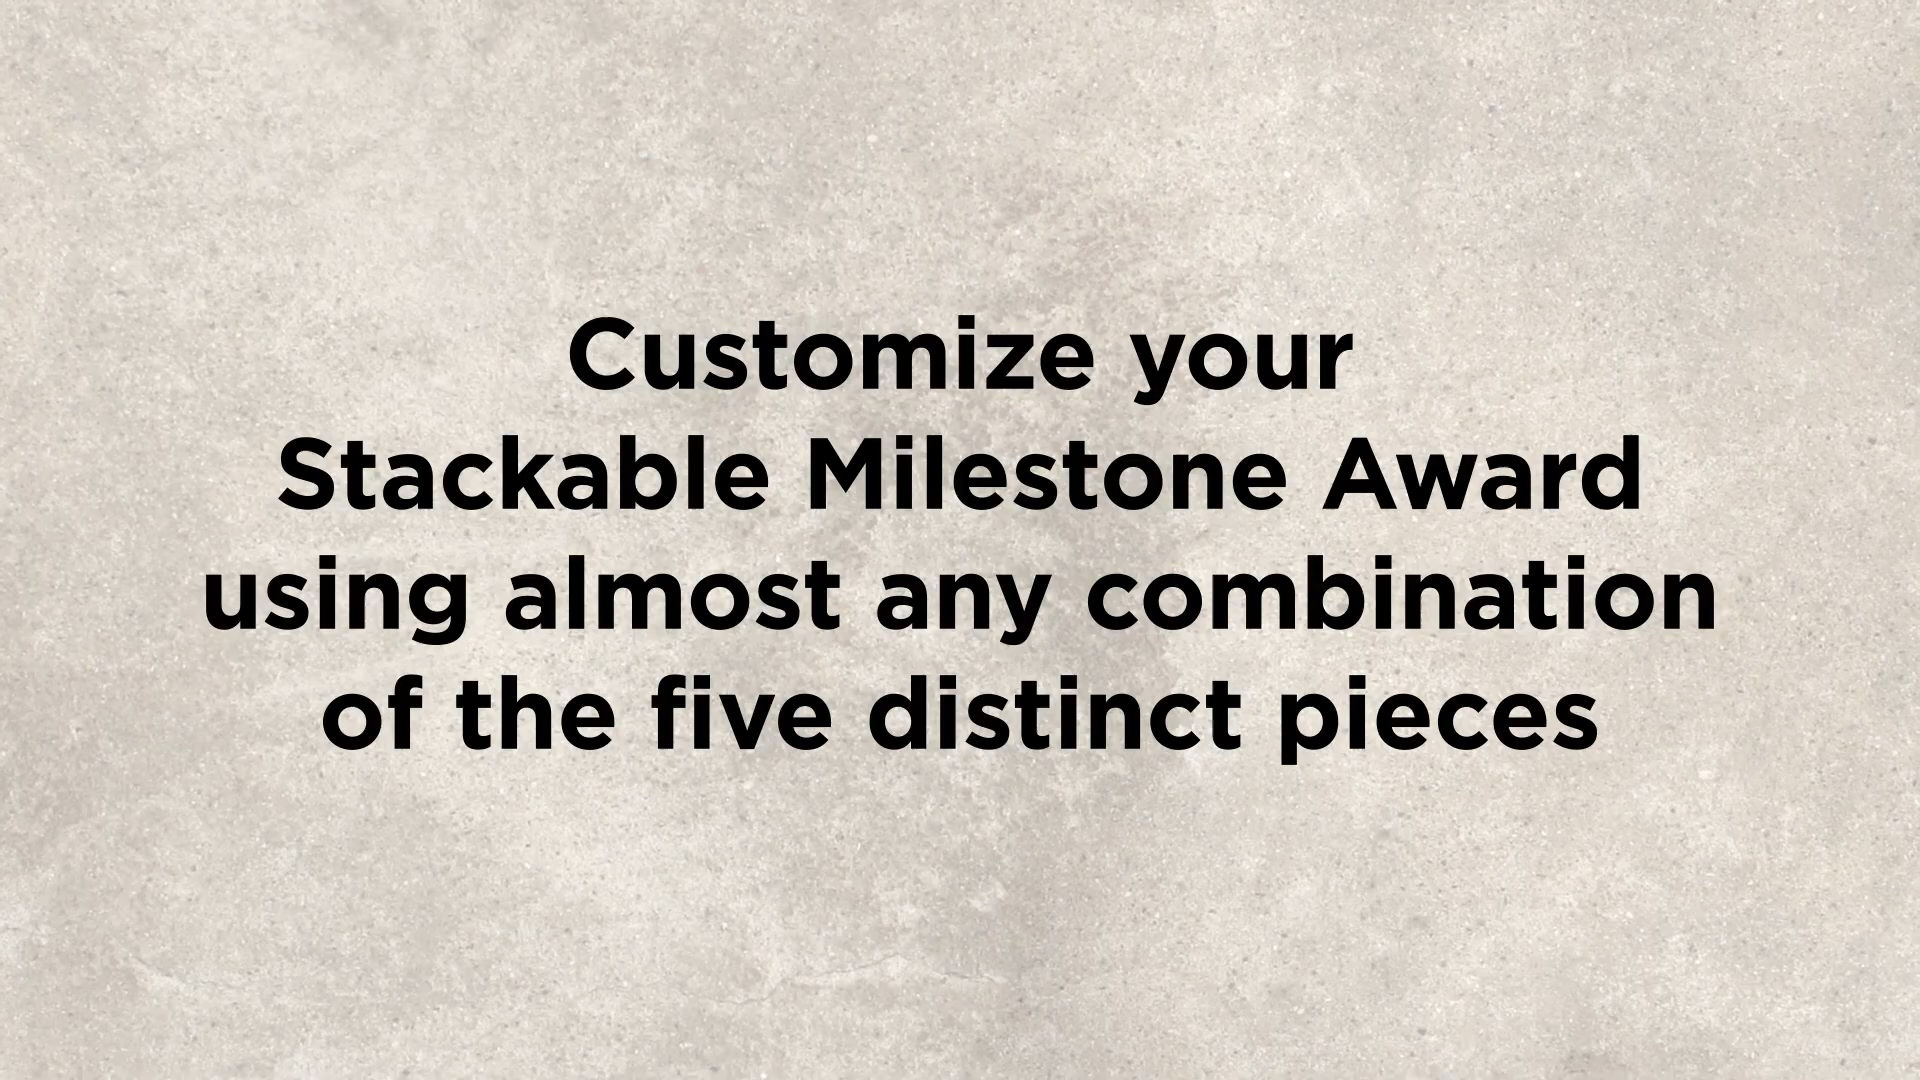 Customize your
Stackable Milestone Award
using almost any combination
of the five distinct pieces